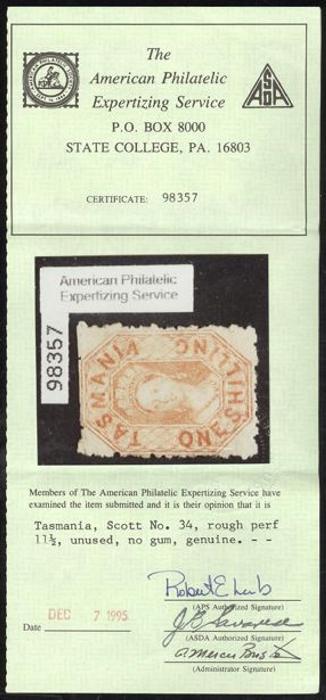 The
American Philatelic
Expertizing Service
P.O. BOX 8000
STATE COLLEGE, PA. 16803
ASDA
CERTIFICATE: 98357
American Philatelic
Expertizing Service
98357
TASMANIA
ONE SHILLING
Members of The American Philatelic Expertizing Service have
examined the item submitted and it is their opinion that it is
Tasmania, Scott No. 34, rough perf
11½, unused, no gum, genuine. - -
(APS Authorized Signature)
(ASDA Authorized Signature)
Date DEC 7 1995
(Administrator Signature)